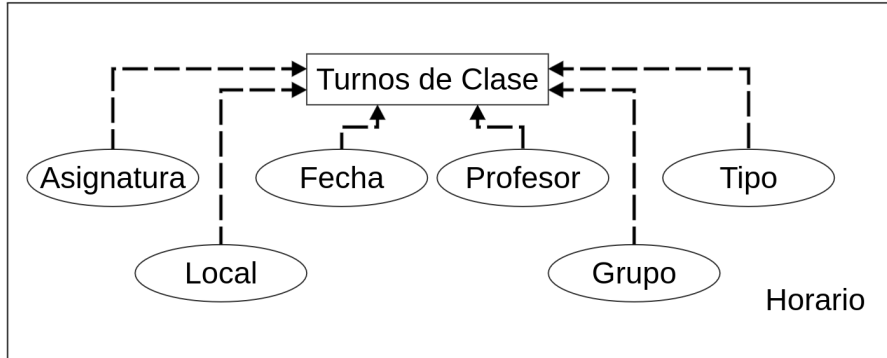 Turnos de Clase
Asignatura
Fecha
Profesor
Tipo
Local
Grupo
Horario